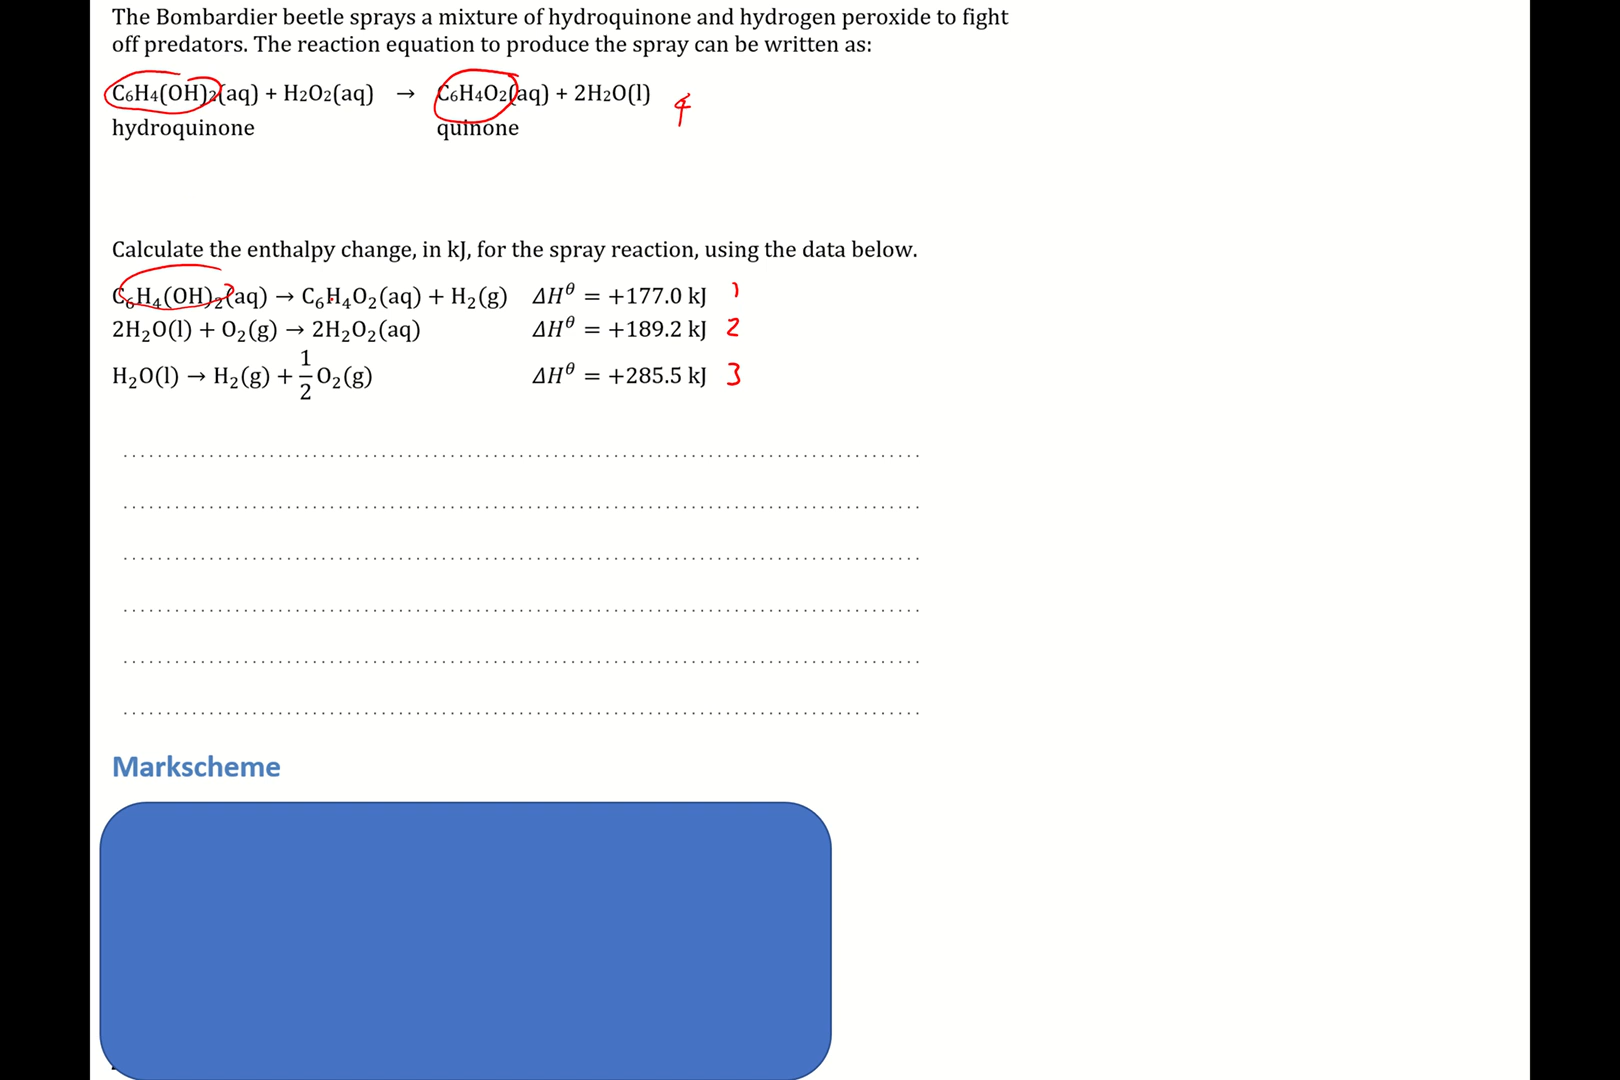 The Bombardier beetle sprays a mixture of hydroquinone and hydrogen peroxide to fight
off predators. The reaction equation to produce the spray can be written as:
C₆H₄(OH)₂(aq) + H₂O₂(aq) → C₆H₄O₂(aq) + 2H₂O(l) 4
hydroquinone quinone
Calculate the enthalpy change, in kJ, for the spray reaction, using the data below.
C₆H₄(OH)₂(aq) → C₆H₄O₂(aq) + H₂(g) ΔH^θ = +177.0 kJ 1
2H₂O(l) + O₂(g) → 2H₂O₂(aq) ΔH^θ = +189.2 kJ 2
H₂O(l) → H₂(g) + 1/2 O₂(g) ΔH^θ = +285.5 kJ 3
Markscheme